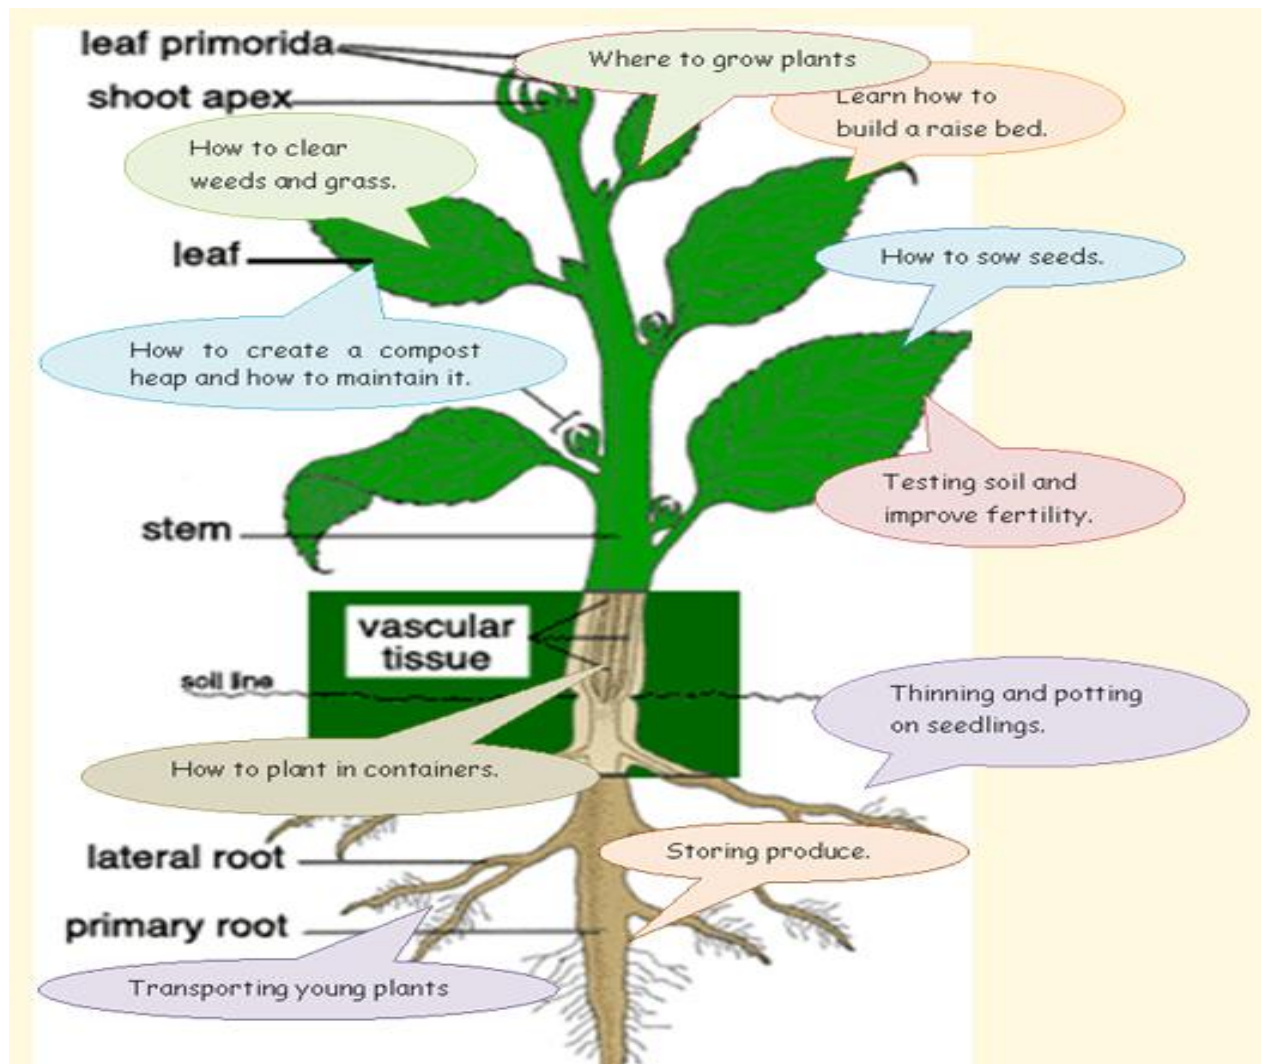 leaf primorida
Where to grow plants
shoot apex
Learn how to
build a raise bed.
How to clear
weeds and grass.
leaf
How to sow seeds.
How to create a compost
heap and how to maintain it.
Testing soil and
improve fertility.
stem
vascular
tissue
soil line
Thinning and potting
on seedlings.
How to plant in containers.
lateral root
Storing produce.
primary root
Transporting young plants